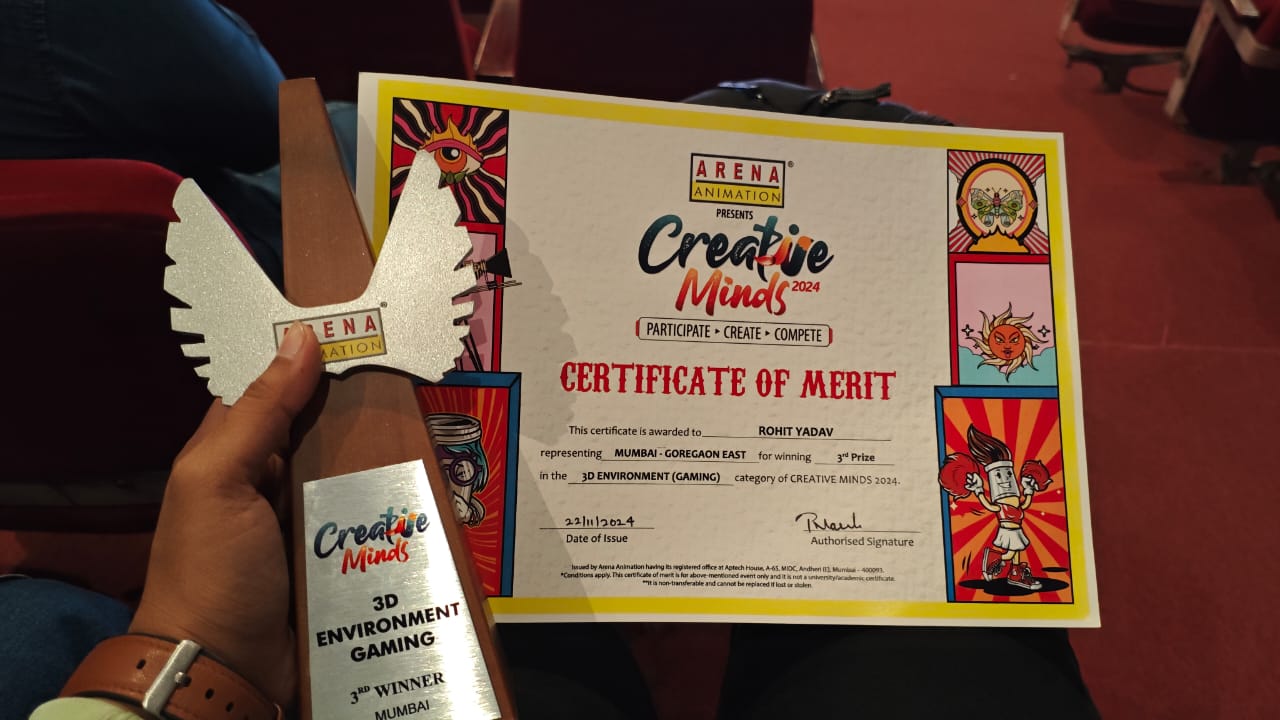 ARENA
ANIMATION
PRESENTS
Creative
Minds 2024
PARTICIPATE ▸ CREATE ▸ COMPETE
CERTIFICATE OF MERIT
This certificate is awarded to ROHIT YADAV
representing MUMBAI - GOREGAON EAST for winning 3rd Prize
in the 3D ENVIRONMENT (GAMING) category of CREATIVE MINDS 2024.
22/11/2024
Date of Issue
Authorised Signature
Issued by Arena Animation having its registered office at Aptech House, A-65, MIDC, Andheri (E), Mumbai - 400093.
*Conditions apply. This certificate of merit is for above-mentioned event only and it is not a university/academic certificate.
**It is non-transferable and cannot be replaced if lost or stolen.
ARENA
ANIMATION
Creative
Minds
3D
ENVIRONMENT
GAMING
3RD WINNER
MUMBAI